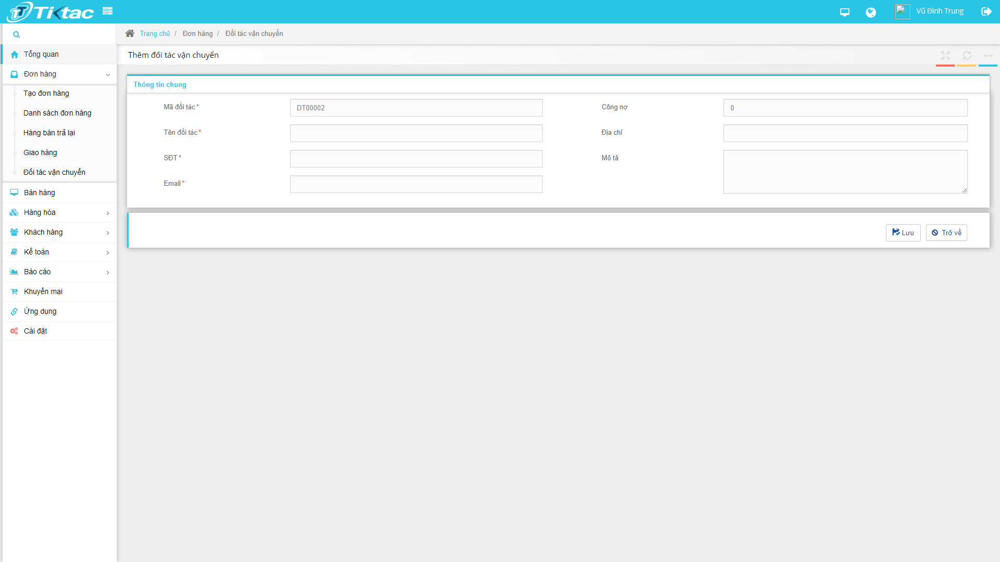 Tiktac
Vũ Đình Trung
Trang chủ / Đơn hàng / Đối tác vận chuyển
Thêm đối tác vận chuyển
Tổng quan
Đơn hàng
Tạo đơn hàng
Danh sách đơn hàng
Hàng bán trả lại
Giao hàng
Đối tác vận chuyển
Bán hàng
Hàng hóa
Khách hàng
Kế toán
Báo cáo
Khuyến mại
Ứng dụng
Cài đặt
Thông tin chung
Mã đối tác * DT00002
Tên đối tác *
SĐT *
Email *
Công nợ 0
Địa chỉ
Mô tả
Lưu
Trở về